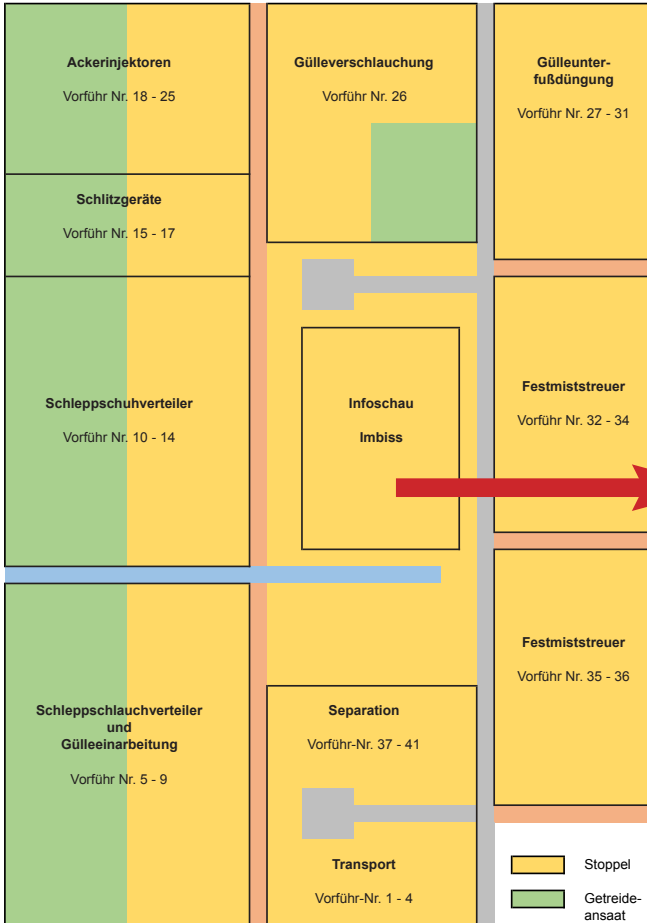 Ackerinjektoren
Vorführ Nr. 18 - 25
Schlitzgeräte
Vorführ Nr. 15 - 17
Schleppschuhverteiler
Vorführ Nr. 10 - 14
Schleppschlauchverteiler
und
Gülleeinarbeitung
Vorführ Nr. 5 - 9
Gülleverschlauchung
Vorführ Nr. 26
Infoschau
Imbiss
Separation
Vorführ-Nr. 37 - 41
Transport
Vorführ-Nr. 1 - 4
Gülleunter-
fußdüngung
Vorführ Nr. 27 - 31
Festmiststreuer
Vorführ Nr. 32 - 34
Festmiststreuer
Vorführ Nr. 35 - 36
Stoppel
Getreide-
ansaat